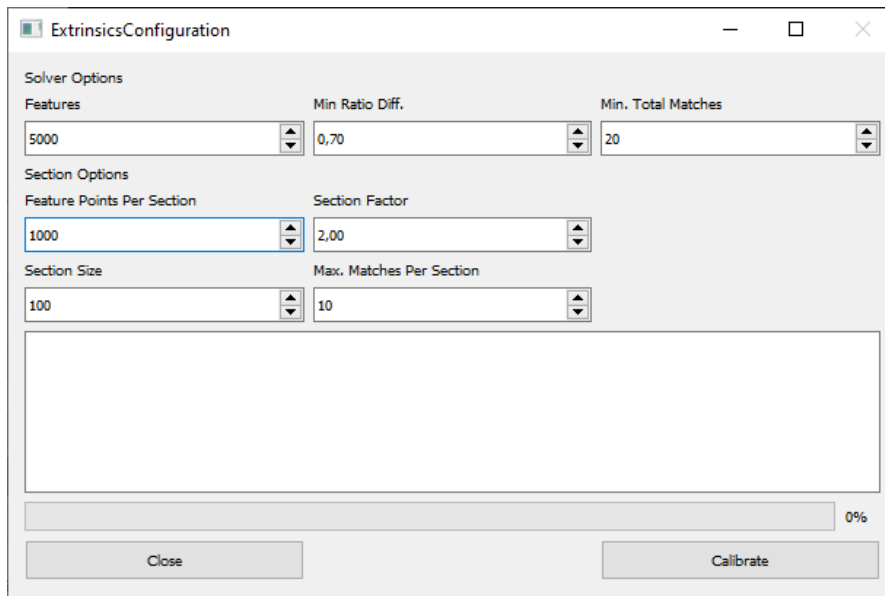 ExtrinsicsConfiguration
Solver Options
Features Min Ratio Diff. Min. Total Matches
5000 0,70 20
Section Options
Feature Points Per Section Section Factor
1000 2,00
Section Size Max. Matches Per Section
100 10
0%
Close Calibrate